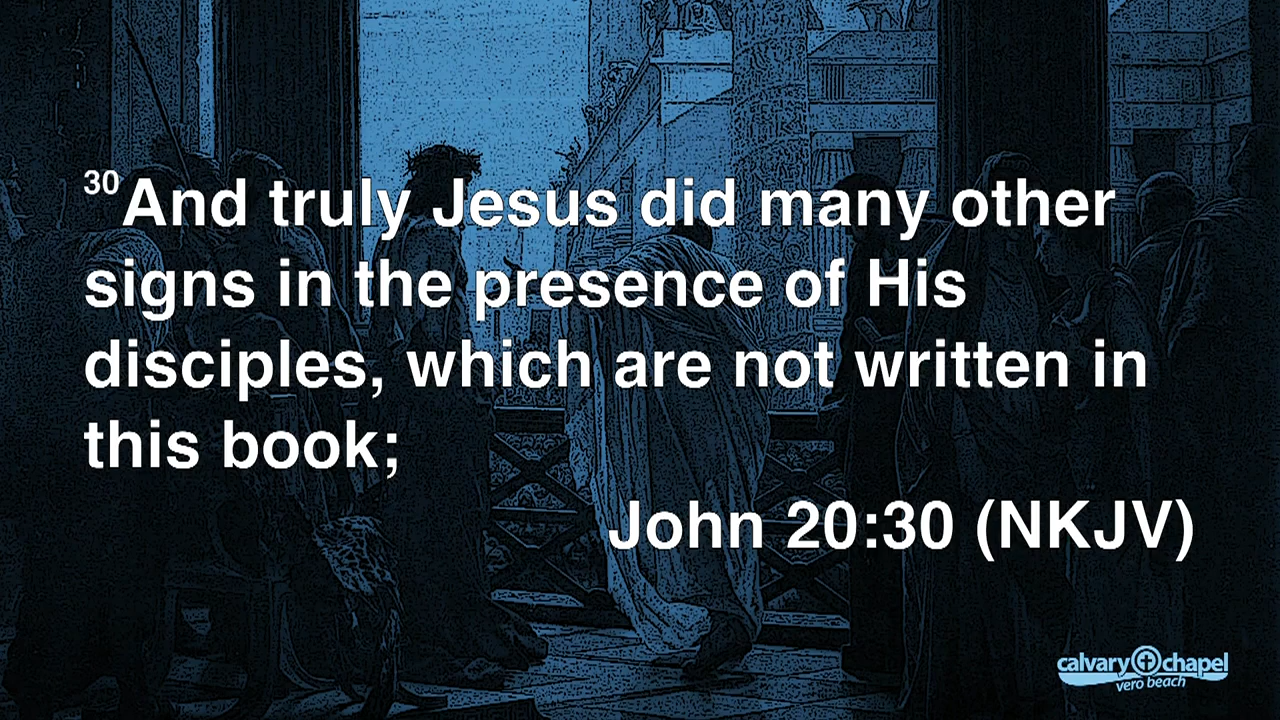 30And truly Jesus did many other
signs in the presence of His
disciples, which are not written in
this book;
John 20:30 (NKJV)
calvary chapel
vero beach